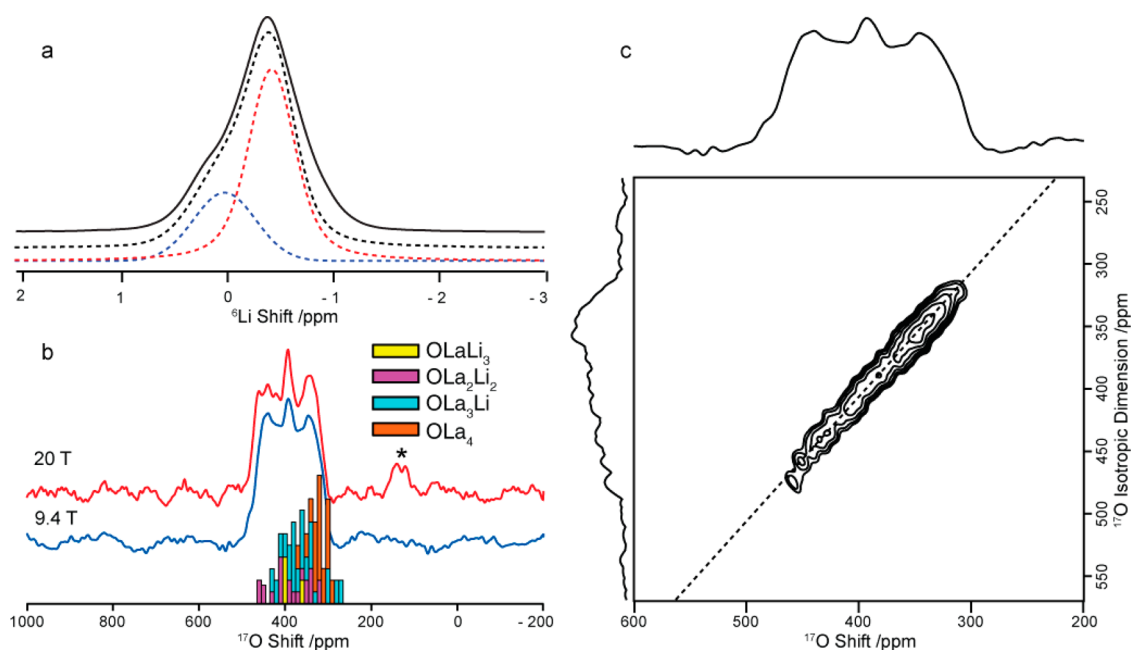 a
2 1 0 - 1 - 2 - 3
⁶Li Shift /ppm
b
OLaLi₃
OLa₂Li₂
OLa₃Li
OLa₄
*
20 T
9.4 T
1000 800 600 400 200 0 - 200
¹⁷O Shift /ppm
c
250
300
350
400
450
500
550
¹⁷O Isotropic Dimension /ppm
600 500 400 300 200
¹⁷O Shift /ppm